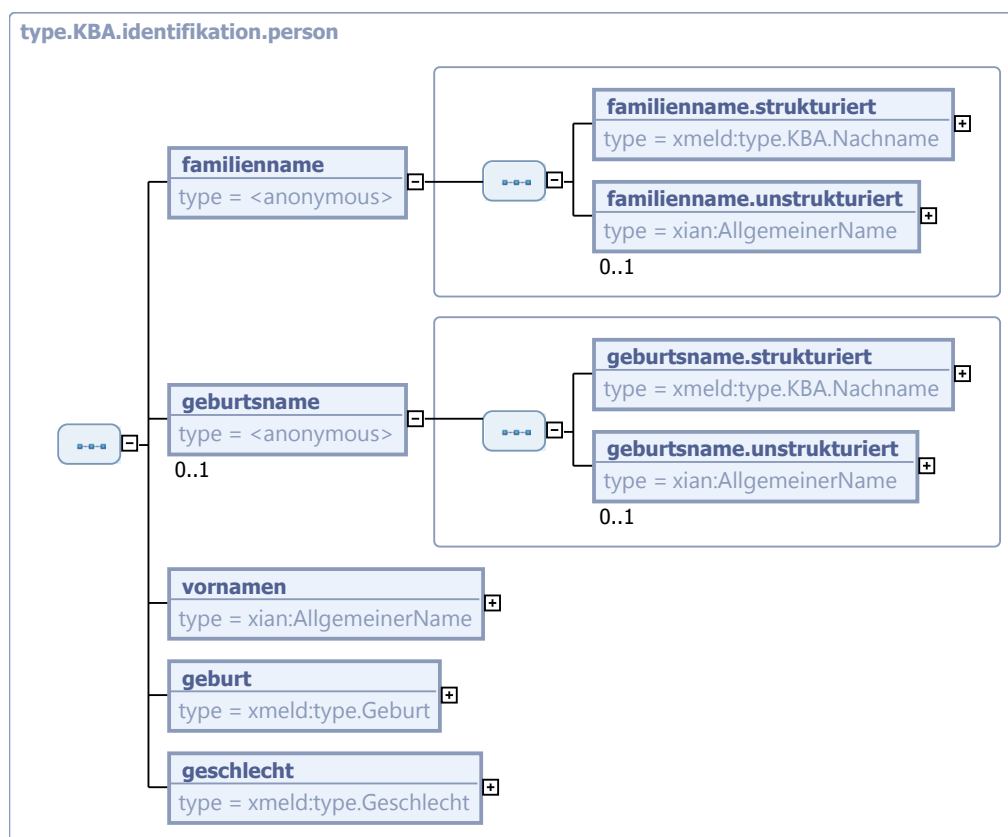 type.KBA.identifikation.person
familienname
type = <anonymous>
familienname.strukturiert
type = xmeld:type.KBA.Nachname
familienname.unstrukturiert
type = xian:AllgemeinerName
0..1
geburtsname
type = <anonymous>
0..1
geburtsname.strukturiert
type = xmeld:type.KBA.Nachname
geburtsname.unstrukturiert
type = xian:AllgemeinerName
0..1
vornamen
type = xian:AllgemeinerName
geburt
type = xmeld:type.Geburt
geschlecht
type = xmeld:type.Geschlecht